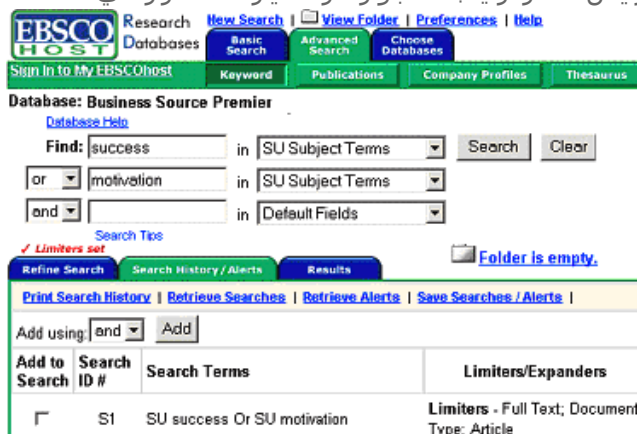 EBSCO HOST Research Databases
New Search | View Folder | Preferences | Help
Basic Search Advanced Search Choose Databases
Sign In to My EBSCOhost Keyword Publications Company Profiles Thesaurus
Database: Business Source Premier
Database Help
Find: success in SU Subject Terms Search Clear
or motivation in SU Subject Terms
and in Default Fields
Search Tips
✓ Limiters set
Folder is empty.
Refine Search Search History/Alerts Results
Print Search History | Retrieve Searches | Retrieve Alerts | Save Searches / Alerts |
Add using: and Add
Add to Search Search ID # Search Terms Limiters/Expanders
S1 SU success Or SU motivation Limiters - Full Text; Document
Type: Article